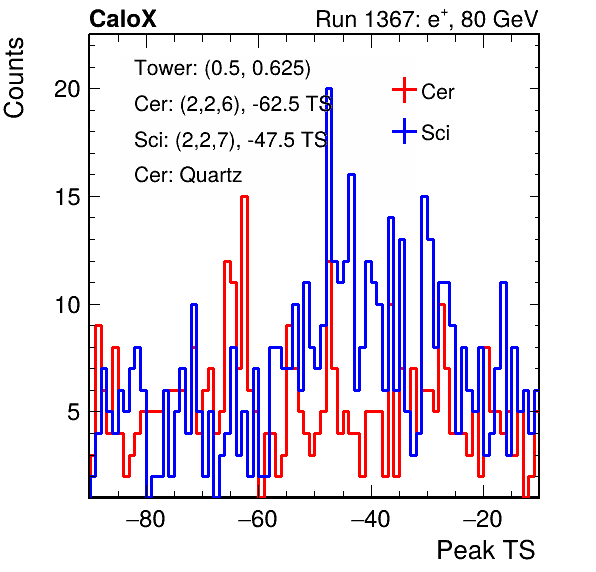 CaloX Run 1367: e⁺, 80 GeV
Counts
Tower: (0.5, 0.625)
Cer: (2,2,6), -62.5 TS
Sci: (2,2,7), -47.5 TS
Cer: Quartz
Cer
Sci
20
15
10
5
−80 −60 −40 −20
Peak TS